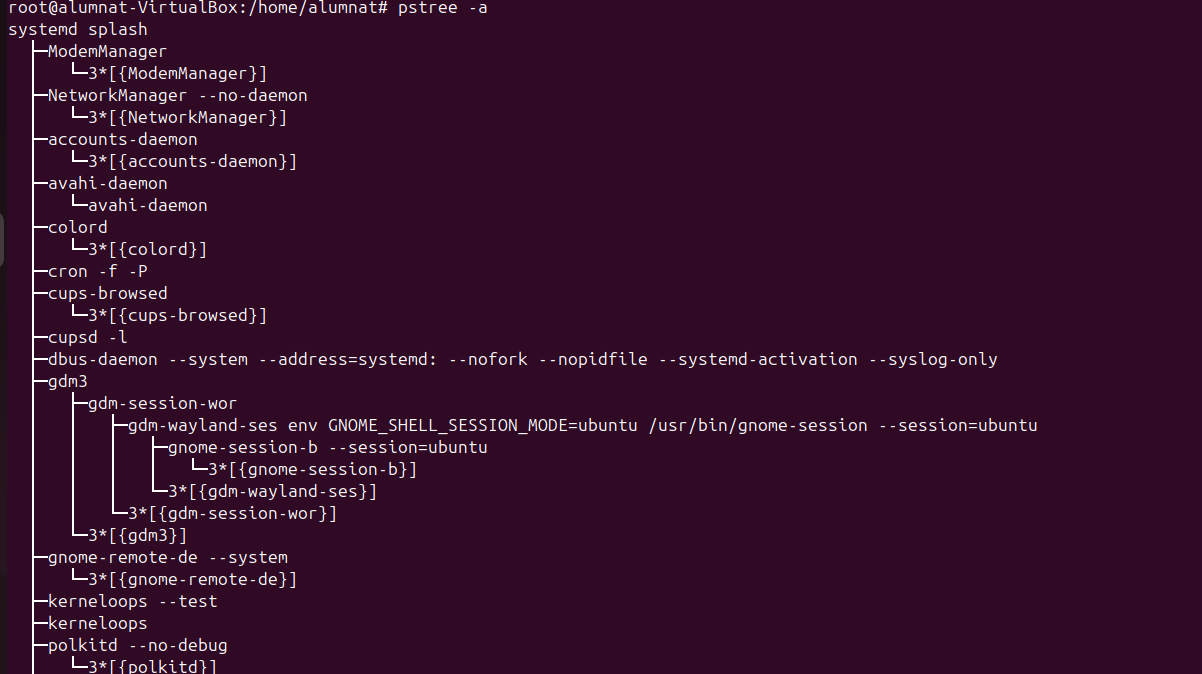 root@alumnat-VirtualBox:/home/alumnat# pstree -a
systemd splash
  ├─ModemManager
  │   └─3*[{ModemManager}]
  ├─NetworkManager --no-daemon
  │   └─3*[{NetworkManager}]
  ├─accounts-daemon
  │   └─3*[{accounts-daemon}]
  ├─avahi-daemon
  │   └─avahi-daemon
  ├─colord
  │   └─3*[{colord}]
  ├─cron -f -P
  ├─cups-browsed
  │   └─3*[{cups-browsed}]
  ├─cupsd -l
  ├─dbus-daemon --system --address=systemd: --nofork --nopidfile --systemd-activation --syslog-only
  ├─gdm3
  │   ├─gdm-session-wor
  │   │   ├─gdm-wayland-ses env GNOME_SHELL_SESSION_MODE=ubuntu /usr/bin/gnome-session --session=ubuntu
  │   │   │   ├─gnome-session-b --session=ubuntu
  │   │   │   │   └─3*[{gnome-session-b}]
  │   │   │   └─3*[{gdm-wayland-ses}]
  │   │   └─3*[{gdm-session-wor}]
  │   └─3*[{gdm3}]
  ├─gnome-remote-de --system
  │   └─3*[{gnome-remote-de}]
  ├─kerneloops --test
  ├─kerneloops
  ├─polkitd --no-debug
  │   └─3*[{polkitd}]